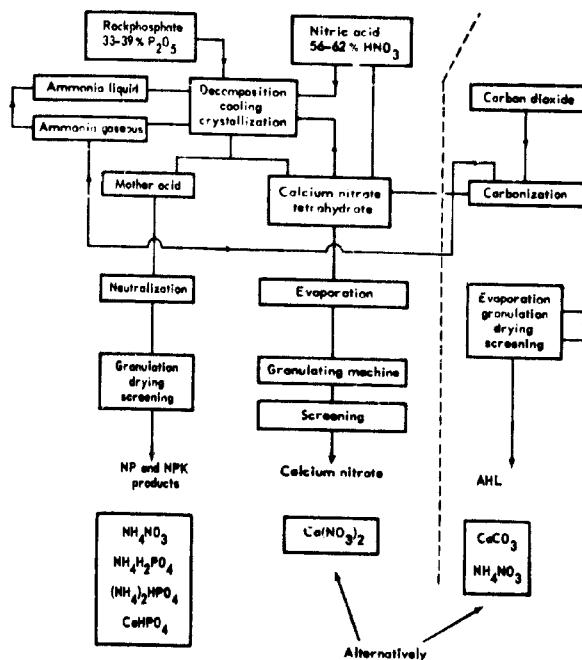 Rockphosphate
33-39% P2O5
Nitric acid
56-62% HNO3
Ammonia liquid
Ammonia gaseous
Decomposition
cooling
crystallization
Carbon dioxide
Mother acid
Calcium nitrate
tetrahydrate
Carbonization
Neutralization
Evaporation
Evaporation
granulation
drying
screening
Granulation
drying
screening
Granulating machine
Screening
NP and NPK
products
Calcium nitrate
AHL
NH4NO3
NH4H2PO4
(NH4)2HPO4
CaHPO4
Ca(NO3)2
CaCO3
NH4NO3
Alternatively